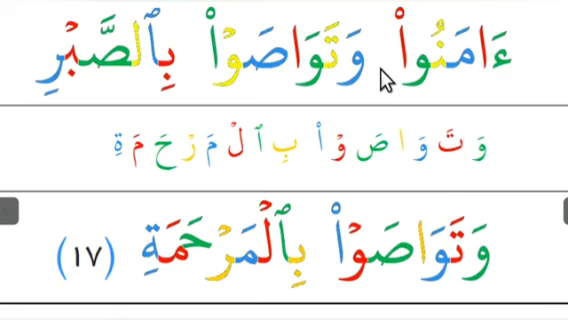 ءَامَنُوا۟ وَتَوَاصَوْا۟ بِٱلصَّبْرِ
وَ تَ وَ ا صَ وْ ا۟ بِ ٱ لْ مَ رْ حَ مَ ةِ
وَتَوَاصَوْا۟ بِٱلْمَرْحَمَةِ (١٧)